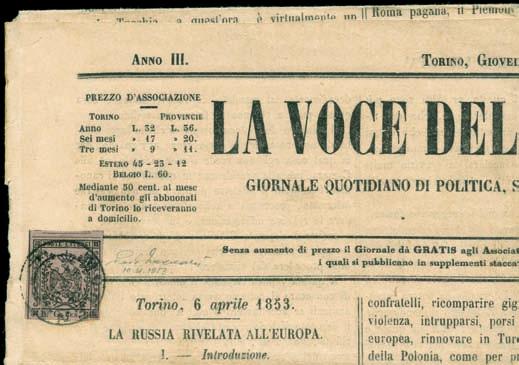 a quest'ora è virtualmente un
Roma pagana, il Piemon
ANNO III.
TORINO, GIOVE
PREZZO D'ASSOCIAZIONE
TORINO PROVINCIE
Anno L. 32 L. 36.
Sei mesi » 17 » 20.
Tre mesi » 9 » 11.
ESTERO 45 - 23 - 12
BELGIO L. 60.
Mediante 50 cent. al mese
d'aumento gli abbuonati
di Torino lo riceveranno
a domicilio.
LA VOCE DEL
GIORNALE QUOTIDIANO DI POLITICA, S
Senza aumento di prezzo il Giornale dà GRATIS agli Associa
i quali si pubblicano in supplementi stacca
Torino, 6 aprile 1853.
LA RUSSIA RIVELATA ALL'EUROPA.
1. — Introduzione.
confratelli, ricomparire gig
violenza, intrupparsi, porsi
europea, rinnovare in Tur
della Polonia, come per p